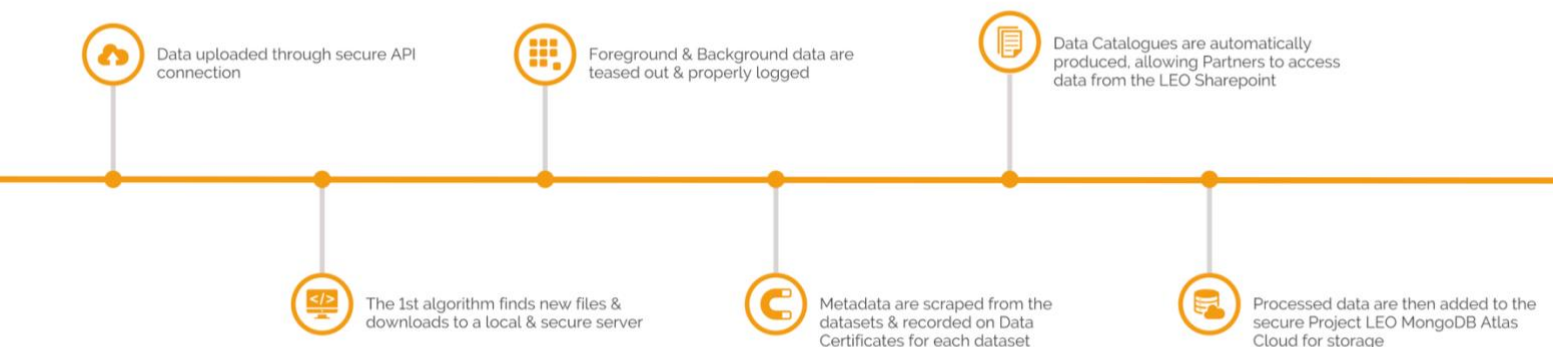 Data uploaded through secure API
connection
The 1st algorithm finds new files &
downloads to a local & secure server
Foreground & Background data are
teased out & properly logged
Metadata are scraped from the
datasets & recorded on Data
Certificates for each dataset
Data Catalogues are automatically
produced, allowing Partners to access
data from the LEO Sharepoint
Processed data are then added to the
secure Project LEO MongoDB Atlas
Cloud for storage